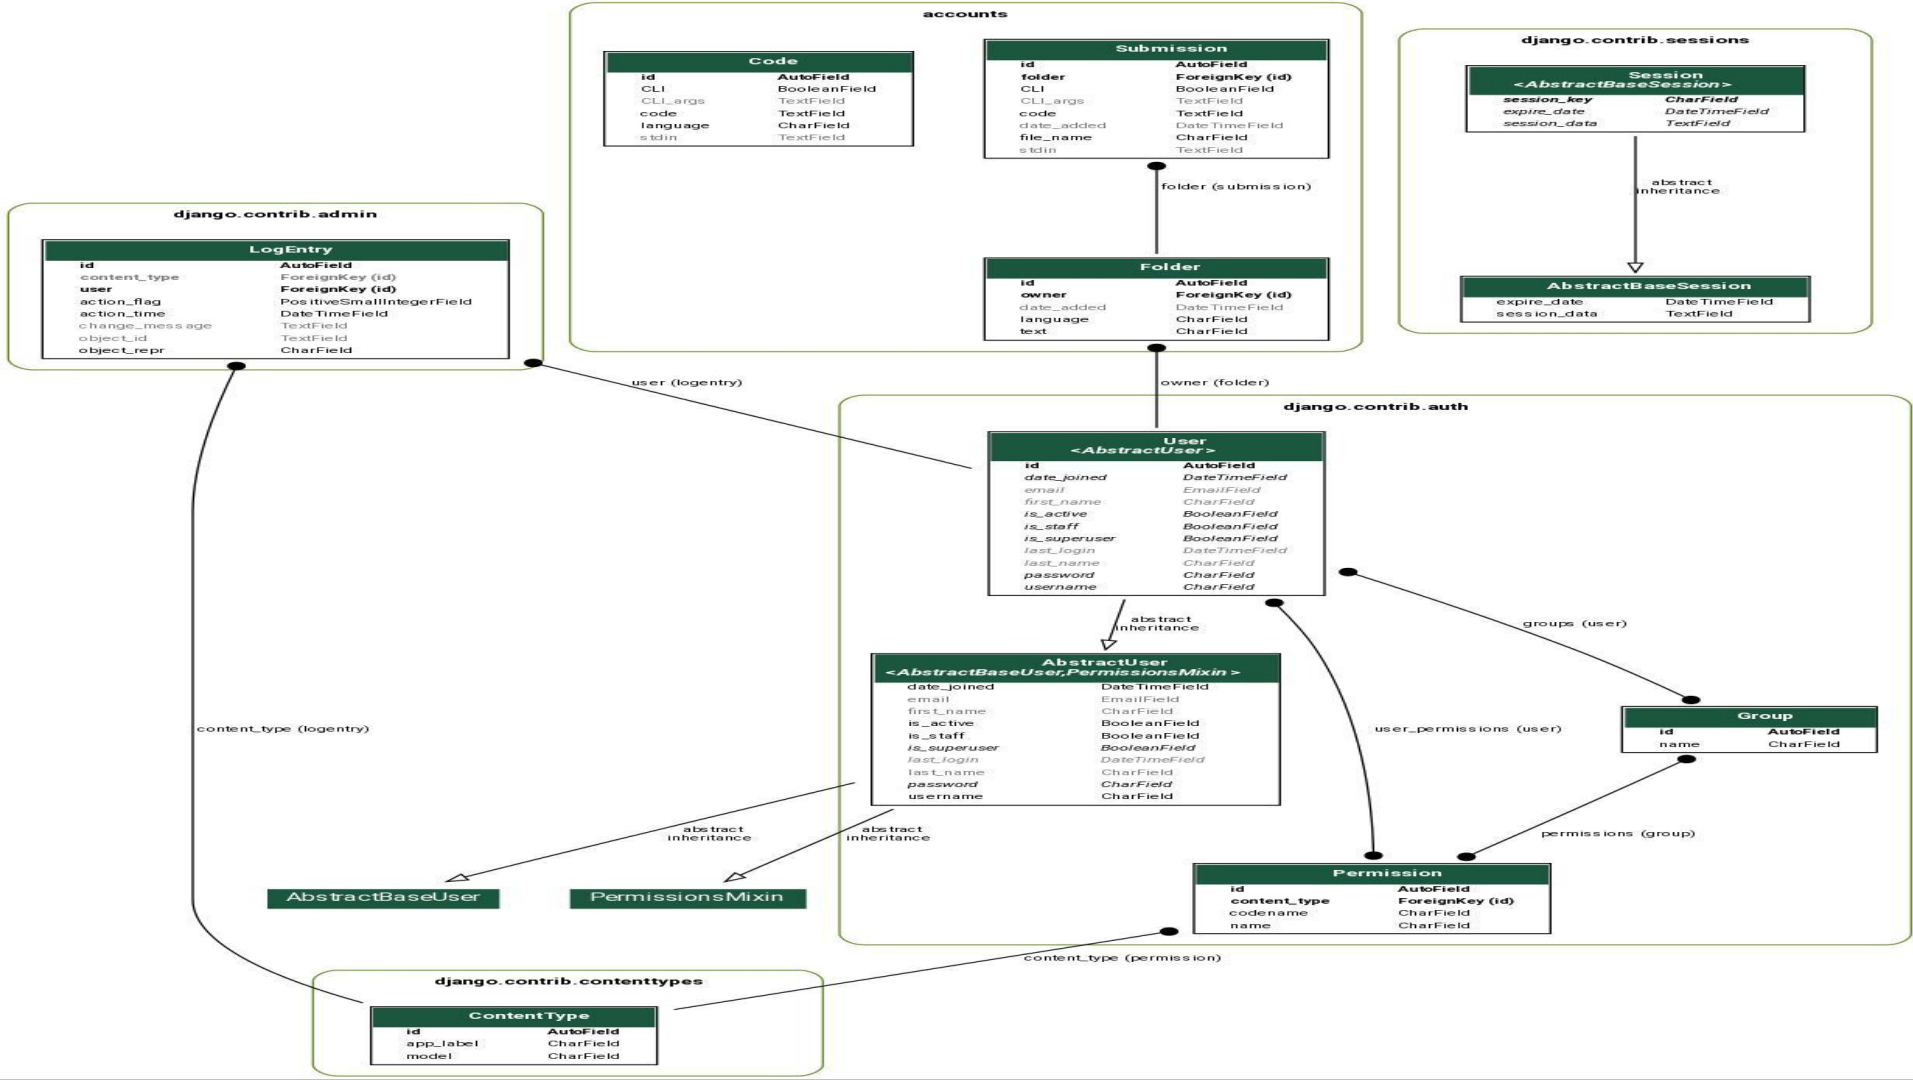 accounts
Code
id AutoField
CLI BooleanField
CLI_args TextField
code TextField
language CharField
stdin TextField
Submission
id AutoField
folder ForeignKey (id)
CLI BooleanField
CLI_args TextField
code TextField
date_added DateTimeField
file_name CharField
stdin TextField
folder (submission)
Folder
id AutoField
owner ForeignKey (id)
date_added DateTimeField
language CharField
text CharField
django.contrib.sessions
Session
<AbstractBaseSession>
session_key CharField
expire_date DateTimeField
session_data TextField
abstract
inheritance
AbstractBaseSession
expire_date DateTimeField
session_data TextField
django.contrib.admin
LogEntry
id AutoField
content_type ForeignKey (id)
user ForeignKey (id)
action_flag PositiveSmallIntegerField
action_time DateTimeField
change_message TextField
object_id TextField
object_repr CharField
user (logentry)
owner (folder)
django.contrib.auth
User
<AbstractUser>
id AutoField
date_joined DateTimeField
email EmailField
first_name CharField
is_active BooleanField
is_staff BooleanField
is_superuser BooleanField
last_login DateTimeField
last_name CharField
password CharField
username CharField
abstract
inheritance
groups (user)
AbstractUser
<AbstractBaseUser,PermissionsMixin>
date_joined DateTimeField
email EmailField
first_name CharField
is_active BooleanField
is_staff BooleanField
is_superuser BooleanField
last_login DateTimeField
last_name CharField
password CharField
username CharField
user_permissions (user)
Group
id AutoField
name CharField
content_type (logentry)
abstract
inheritance
abstract
inheritance
permissions (group)
AbstractBaseUser
PermissionsMixin
Permission
id AutoField
content_type ForeignKey (id)
codename CharField
name CharField
content_type (permission)
django.contrib.contenttypes
ContentType
id AutoField
app_label CharField
model CharField